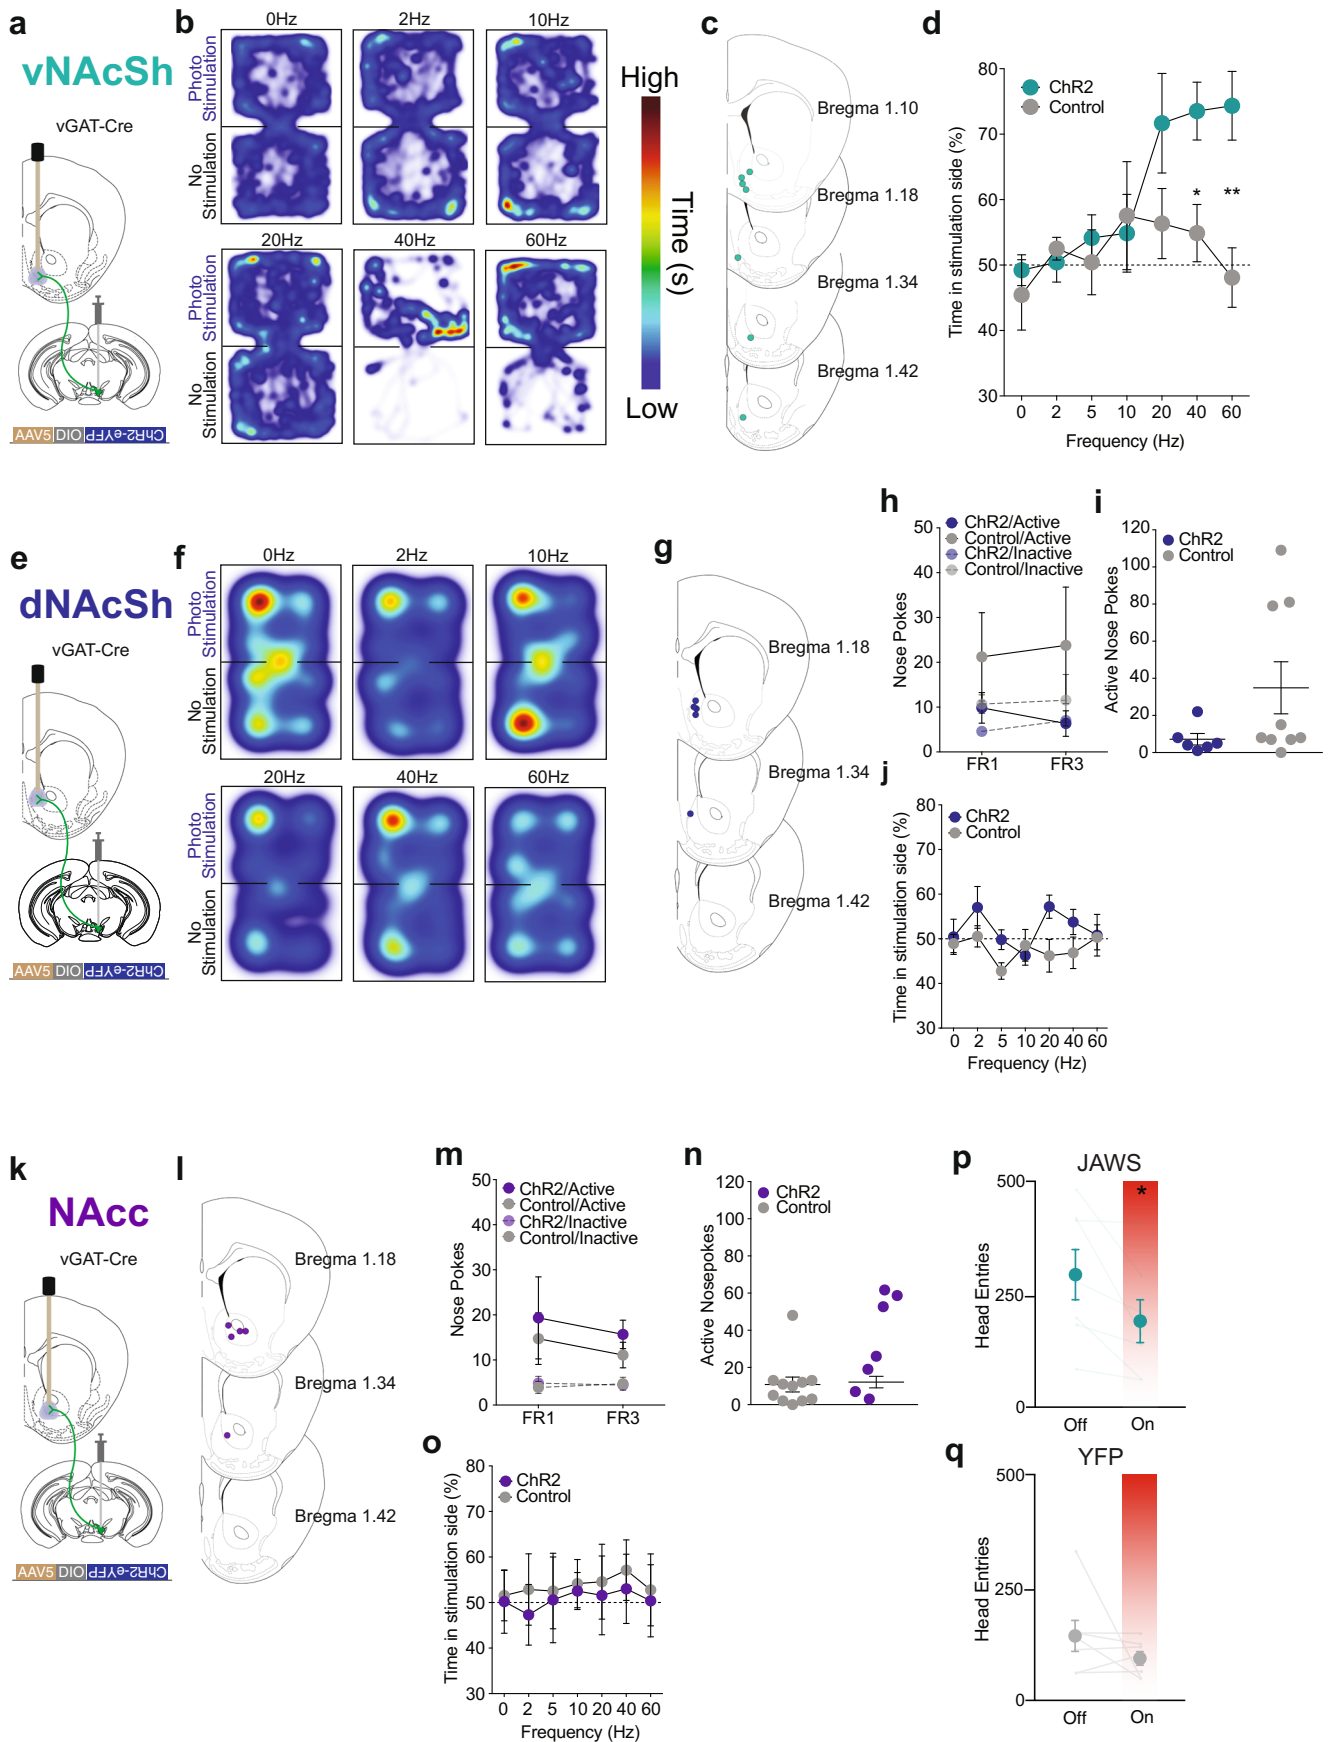 a
vNAcSh
vGAT-Cre
AAV5 DIO ChR2-eYFP
b
0Hz 2Hz 10Hz
Photo
Stimulation
No
Stimulation
20Hz 40Hz 60Hz
Photo
Stimulation
No
Stimulation
High
Time (s)
Low
c
Bregma 1.10
Bregma 1.18
Bregma 1.34
Bregma 1.42
d
ChR2
Control
Time in stimulation side (%)
80
70
60
50
40
30
* **
0 2 5 10 20 40 60
Frequency (Hz)
e
dNAcSh
vGAT-Cre
AAV5 DIO ChR2-eYFP
f
0Hz 2Hz 10Hz
Photo
Stimulation
No
Stimulation
20Hz 40Hz 60Hz
Photo
Stimulation
No
Stimulation
g
Bregma 1.18
Bregma 1.34
Bregma 1.42
h
ChR2/Active
Control/Active
ChR2/Inactive
Control/Inactive
Nose Pokes
50
40
30
20
10
0
FR1 FR3
i
ChR2
Control
Active Nose Pokes
120
100
80
60
40
20
0
j
ChR2
Control
Time in stimulation side (%)
80
70
60
50
40
30
0 2 5 10 20 40 60
Frequency (Hz)
k
NAcc
vGAT-Cre
AAV5 DIO ChR2-eYFP
l
Bregma 1.18
Bregma 1.34
Bregma 1.42
m
ChR2/Active
Control/Active
ChR2/Inactive
Control/Inactive
Nose Pokes
50
40
30
20
10
0
FR1 FR3
n
ChR2
Control
Active Nosepokes
120
100
80
60
40
20
0
o
ChR2
Control
Time in stimulation side (%)
80
70
60
50
40
30
0 2 5 10 20 40 60
Frequency (Hz)
p
JAWS
*
Head Entries
500
250
0
Off On
q
YFP
Head Entries
500
250
0
Off On